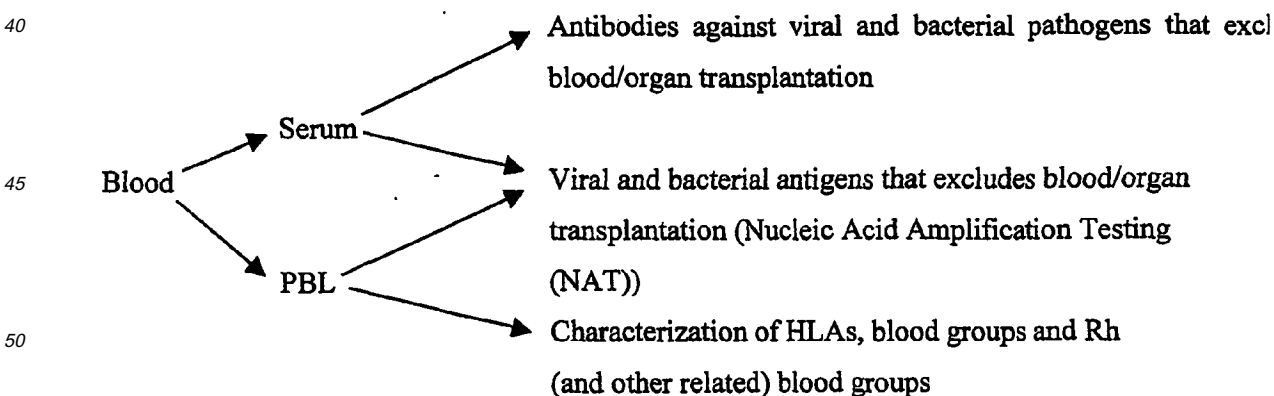 40
Antibodies against viral and bacterial pathogens that
blood/organ transplantation
Serum
45
Blood
Viral and bacterial antigens that excludes blood/organ
transplantation (Nucleic Acid Amplification Testing
(NAT))
PBL
50
Characterization of HLAs, blood groups and Rh
(and other related) blood groups